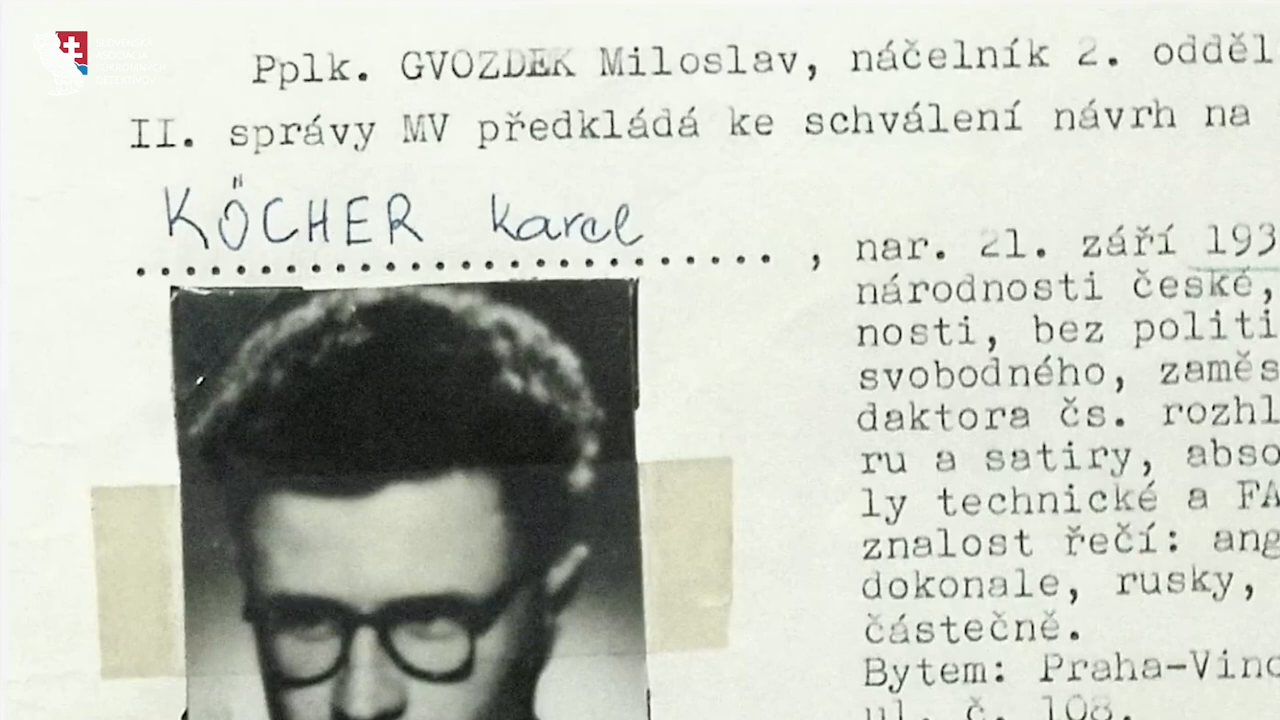 Pplk. GVOZDEK Miloslav, náčelník 2. odděl
II. správy MV předkládá ke schválení návrh na
KÖCHER Karel
, nar. 21. září 193
národnosti české,
nosti, bez politi
svobodného, zaměs
daktora čs. rozhl
ru a satiry, abso
ly technické a FA
znalost řečí: ang
dokonale, rusky,
částečně.
Bytem: Praha-Vino
ul. č. 108.